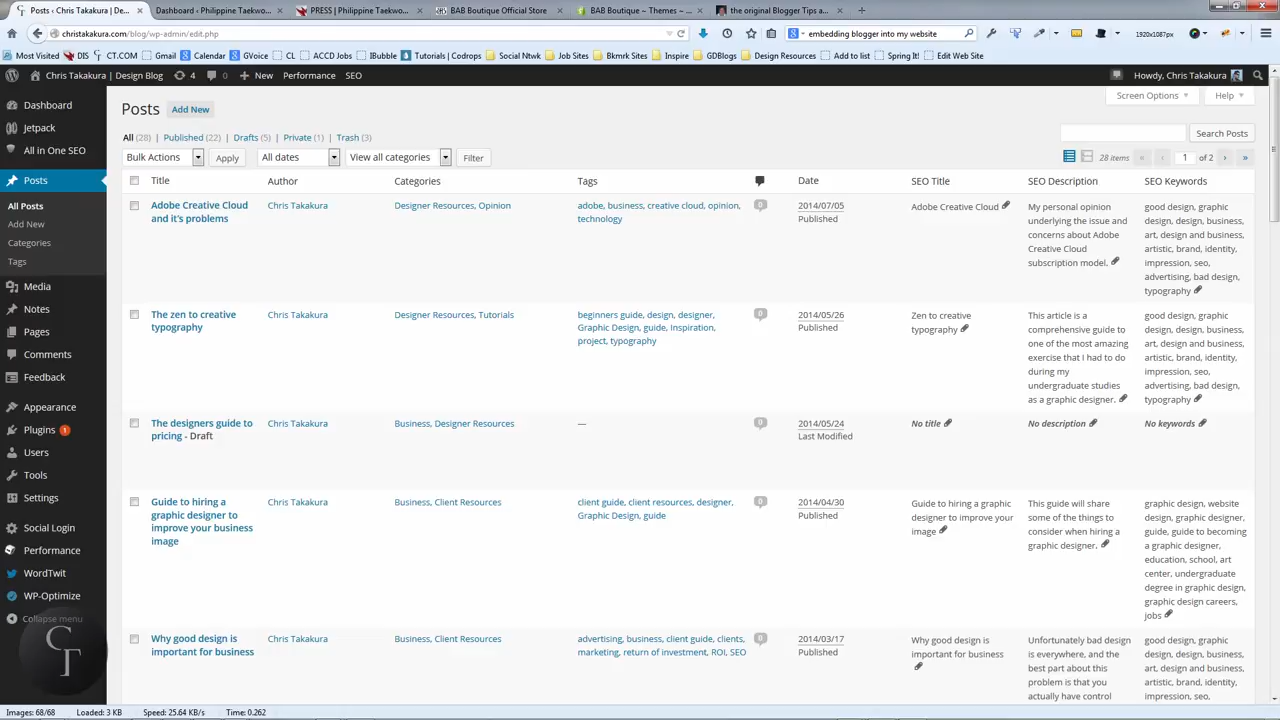 Posts ‹ Chris Takakura | De...
Dashboard ‹ Philippine Taekwo...
PRESS | Philippine Taekwo...
BAB Boutique Official Store
BAB Boutique ~ Themes ~ ...
the original Blogger Tips a...
christakakura.com/blog/wp-admin/edit.php
embedding blogger into my website
1920x1087px
Most Visited DIS CT.COM Gmail Calendar GVoice CL ACCD Jobs IBubble Tutorials | Codrops Social Ntwk Job Sites Bkmrk Sites Inspire GDBlogs Design Resources Add to list Spring It! Edit Web Site
Chris Takakura | Design Blog 4 0 New Performance SEO
Howdy, Chris Takakura
Dashboard
Jetpack
All in One SEO
Posts
All Posts
Add New
Categories
Tags
Media
Notes
Pages
Comments
Feedback
Appearance
Plugins 1
Users
Tools
Settings
Social Login
Performance
WordTwit
WP-Optimize
Collapse menu
CT
Screen Options Help
Posts Add New
All (28) | Published (22) | Drafts (5) | Private (1) | Trash (3)
Search Posts
Bulk Actions Apply All dates View all categories Filter
28 items « ‹ 1 of 2 › »
Title Author Categories Tags Date SEO Title SEO Description SEO Keywords
Adobe Creative Cloud
and it's problems
Chris Takakura
Designer Resources, Opinion
adobe, business, creative cloud, opinion,
technology
0
2014/07/05
Published
Adobe Creative Cloud
My personal opinion
underlying the issue and
concerns about Adobe
Creative Cloud
subscription model.
good design, graphic
design, design, business,
art, design and business,
artistic, brand, identity,
impression, seo,
advertising, bad design,
typography
The zen to creative
typography
Chris Takakura
Designer Resources, Tutorials
beginners guide, design, designer,
Graphic Design, guide, Inspiration,
project, typography
0
2014/05/26
Published
Zen to creative
typography
This article is a
comprehensive guide to
one of the most amazing
exercise that I had to do
during my
undergraduate studies
as a graphic designer.
good design, graphic
design, design, business,
art, design and business,
artistic, brand, identity,
impression, seo,
advertising, bad design,
typography
The designers guide to
pricing - Draft
Chris Takakura
Business, Designer Resources
—
0
2014/05/24
Last Modified
No title
No description
No keywords
Guide to hiring a
graphic designer to
improve your business
image
Chris Takakura
Business, Client Resources
client guide, client resources, designer,
Graphic Design, guide
0
2014/04/30
Published
Guide to hiring a graphic
designer to improve your
image
This guide will share
some of the things to
consider when hiring a
graphic designer.
graphic design, website
design, graphic designer,
guide, guide to becoming
a graphic designer,
education, school, art
center, undergraduate
degree in graphic design,
graphic design careers,
jobs
Why good design is
important for business
Chris Takakura
Business, Client Resources
advertising, business, client guide, clients,
marketing, return of investment, ROI, SEO
0
2014/03/17
Published
Why good design is
important for business
Unfortunately bad design
is everywhere, and the
best part about this
problem is that you
actually have control
good design, graphic
design, design, business,
art, design and business,
artistic, brand, identity,
impression, seo,
Images: 68/68 Loaded: 3 KB Speed: 25.64 KB/s Time: 0.262